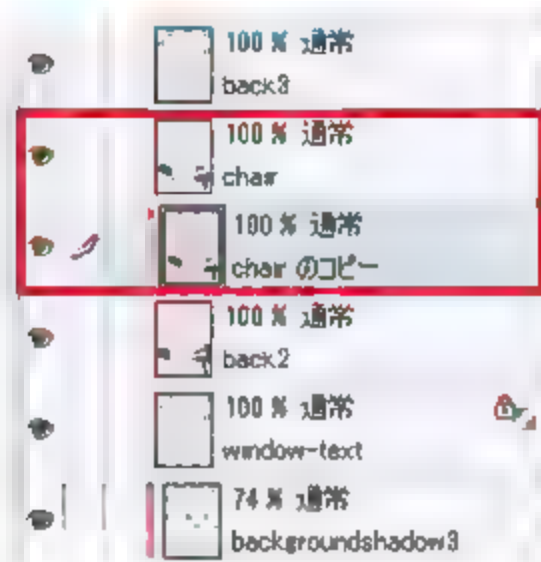 100 % 通常
back3
100 % 通常
chair
100 % 通常
chair のコピー
100 % 通常
back2
100 % 通常
window-text
74 % 通常
backgroundshadow3